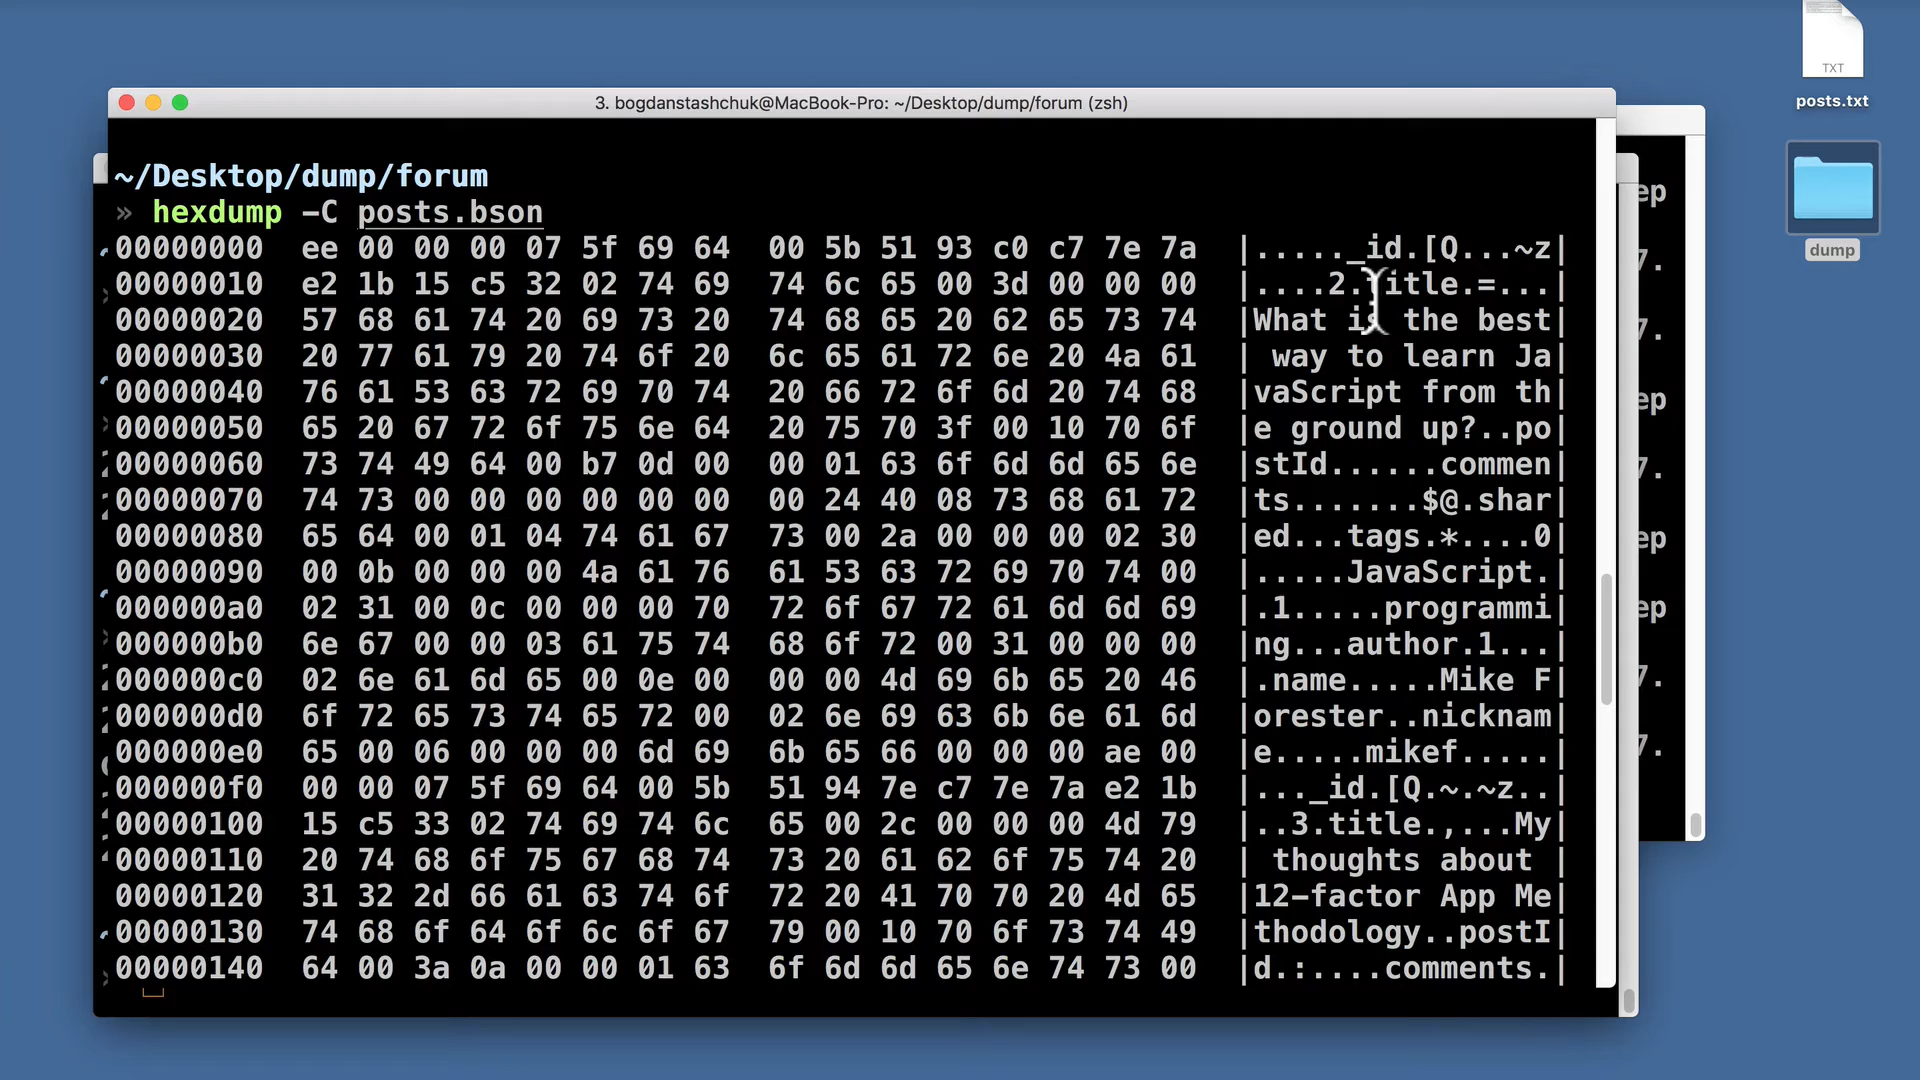 3. bogdanstashchuk@MacBook-Pro: ~/Desktop/dump/forum (zsh)
~/Desktop/dump/forum
» hexdump -C posts.bson
00000000  ee 00 00 00 07 5f 69 64  00 5b 51 93 c0 c7 7e 7a  |....._id.[Q...~z|
00000010  e2 1b 15 c5 32 02 74 69  74 6c 65 00 3d 00 00 00  |....2.title.=...|
00000020  57 68 61 74 20 69 73 20  74 68 65 20 62 65 73 74  |What is the best|
00000030  20 77 61 79 20 74 6f 20  6c 65 61 72 6e 20 4a 61  | way to learn Ja|
00000040  76 61 53 63 72 69 70 74  20 66 72 6f 6d 20 74 68  |vaScript from th|
00000050  65 20 67 72 6f 75 6e 64  20 75 70 3f 00 10 70 6f  |e ground up?..po|
00000060  73 74 49 64 00 b7 0d 00  00 01 63 6f 6d 6d 65 6e  |stId......commen|
00000070  74 73 00 00 00 00 00 00  00 24 40 08 73 68 61 72  |ts.......$@.shar|
00000080  65 64 00 01 04 74 61 67  73 00 2a 00 00 00 02 30  |ed...tags.*....0|
00000090  00 0b 00 00 00 4a 61 76  61 53 63 72 69 70 74 00  |.....JavaScript.|
000000a0  02 31 00 0c 00 00 00 70  72 6f 67 72 61 6d 6d 69  |.1.....programmi|
000000b0  6e 67 00 00 03 61 75 74  68 6f 72 00 31 00 00 00  |ng...author.1...|
000000c0  02 6e 61 6d 65 00 0e 00  00 00 4d 69 6b 65 20 46  |.name.....Mike F|
000000d0  6f 72 65 73 74 65 72 00  02 6e 69 63 6b 6e 61 6d  |orester..nicknam|
000000e0  65 00 06 00 00 00 6d 69  6b 65 66 00 00 00 ae 00  |e.....mikef.....|
000000f0  00 00 07 5f 69 64 00 5b  51 94 7e c7 7e 7a e2 1b  |..._id.[Q.~.~z..|
00000100  15 c5 33 02 74 69 74 6c  65 00 2c 00 00 00 4d 79  |..3.title.,...My|
00000110  20 74 68 6f 75 67 68 74  73 20 61 62 6f 75 74 20  | thoughts about |
00000120  31 32 2d 66 61 63 74 6f  72 20 41 70 70 20 4d 65  |12-factor App Me|
00000130  74 68 6f 64 6f 6c 6f 67  79 00 10 70 6f 73 74 49  |thodology..postI|
00000140  64 00 3a 0a 00 00 01 63  6f 6d 6d 65 6e 74 73 00  |d.:....comments.|
ep
7.
7.
ep
7.
ep
ep
7.
7.
TXT
posts.txt
dump